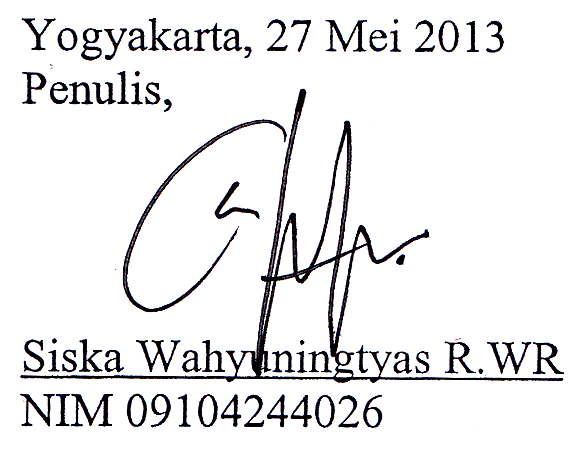 Yogyakarta, 27 Mei 2013
Penulis,
Siska Wahyuningtyas R.WR
NIM 09104244026